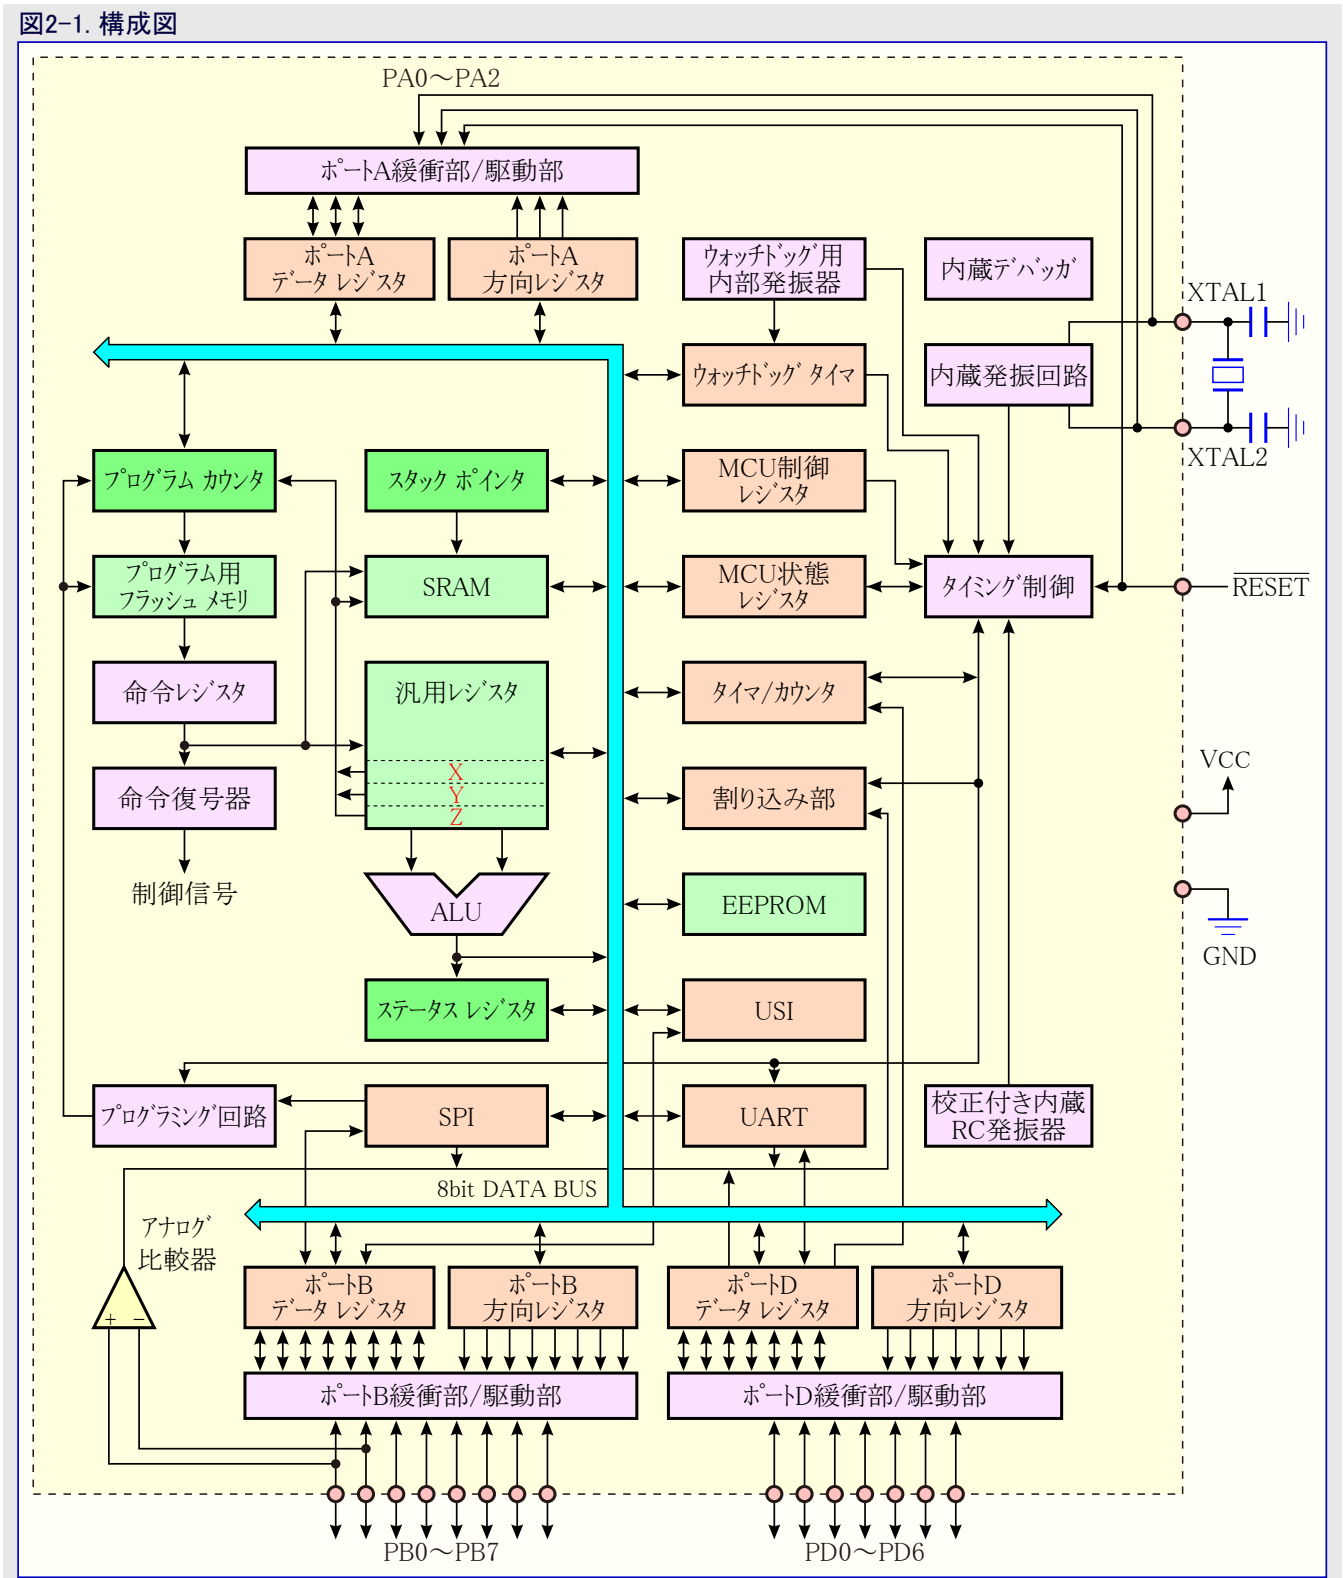 図2-1. 構成図
PA0～PA2
ポートA緩衝部/駆動部
ポートA
データ レジスタ
ポートA
方向レジスタ
ウォッチドッグ用
内部発振器
内蔵デバッガ
XTAL1
ウォッチドッグ タイマ
内蔵発振回路
XTAL2
プログラム カウンタ
スタック ポインタ
MCU制御
レジスタ
プログラム用
フラッシュ メモリ
SRAM
MCU状態
レジスタ
タイミング制御
RESET
命令レジスタ
汎用レジスタ
タイマ/カウンタ
X
Y
Z
命令復号器
割り込み部
VCC
制御信号
ALU
EEPROM
GND
ステータス レジスタ
USI
プログラミング回路
SPI
UART
校正付き内蔵
RC発振器
8bit DATA BUS
アナログ
比較器
+ −
ポートB
データ レジスタ
ポートB
方向レジスタ
ポートD
データ レジスタ
ポートD
方向レジスタ
ポートB緩衝部/駆動部
ポートD緩衝部/駆動部
PB0～PB7
PD0～PD6